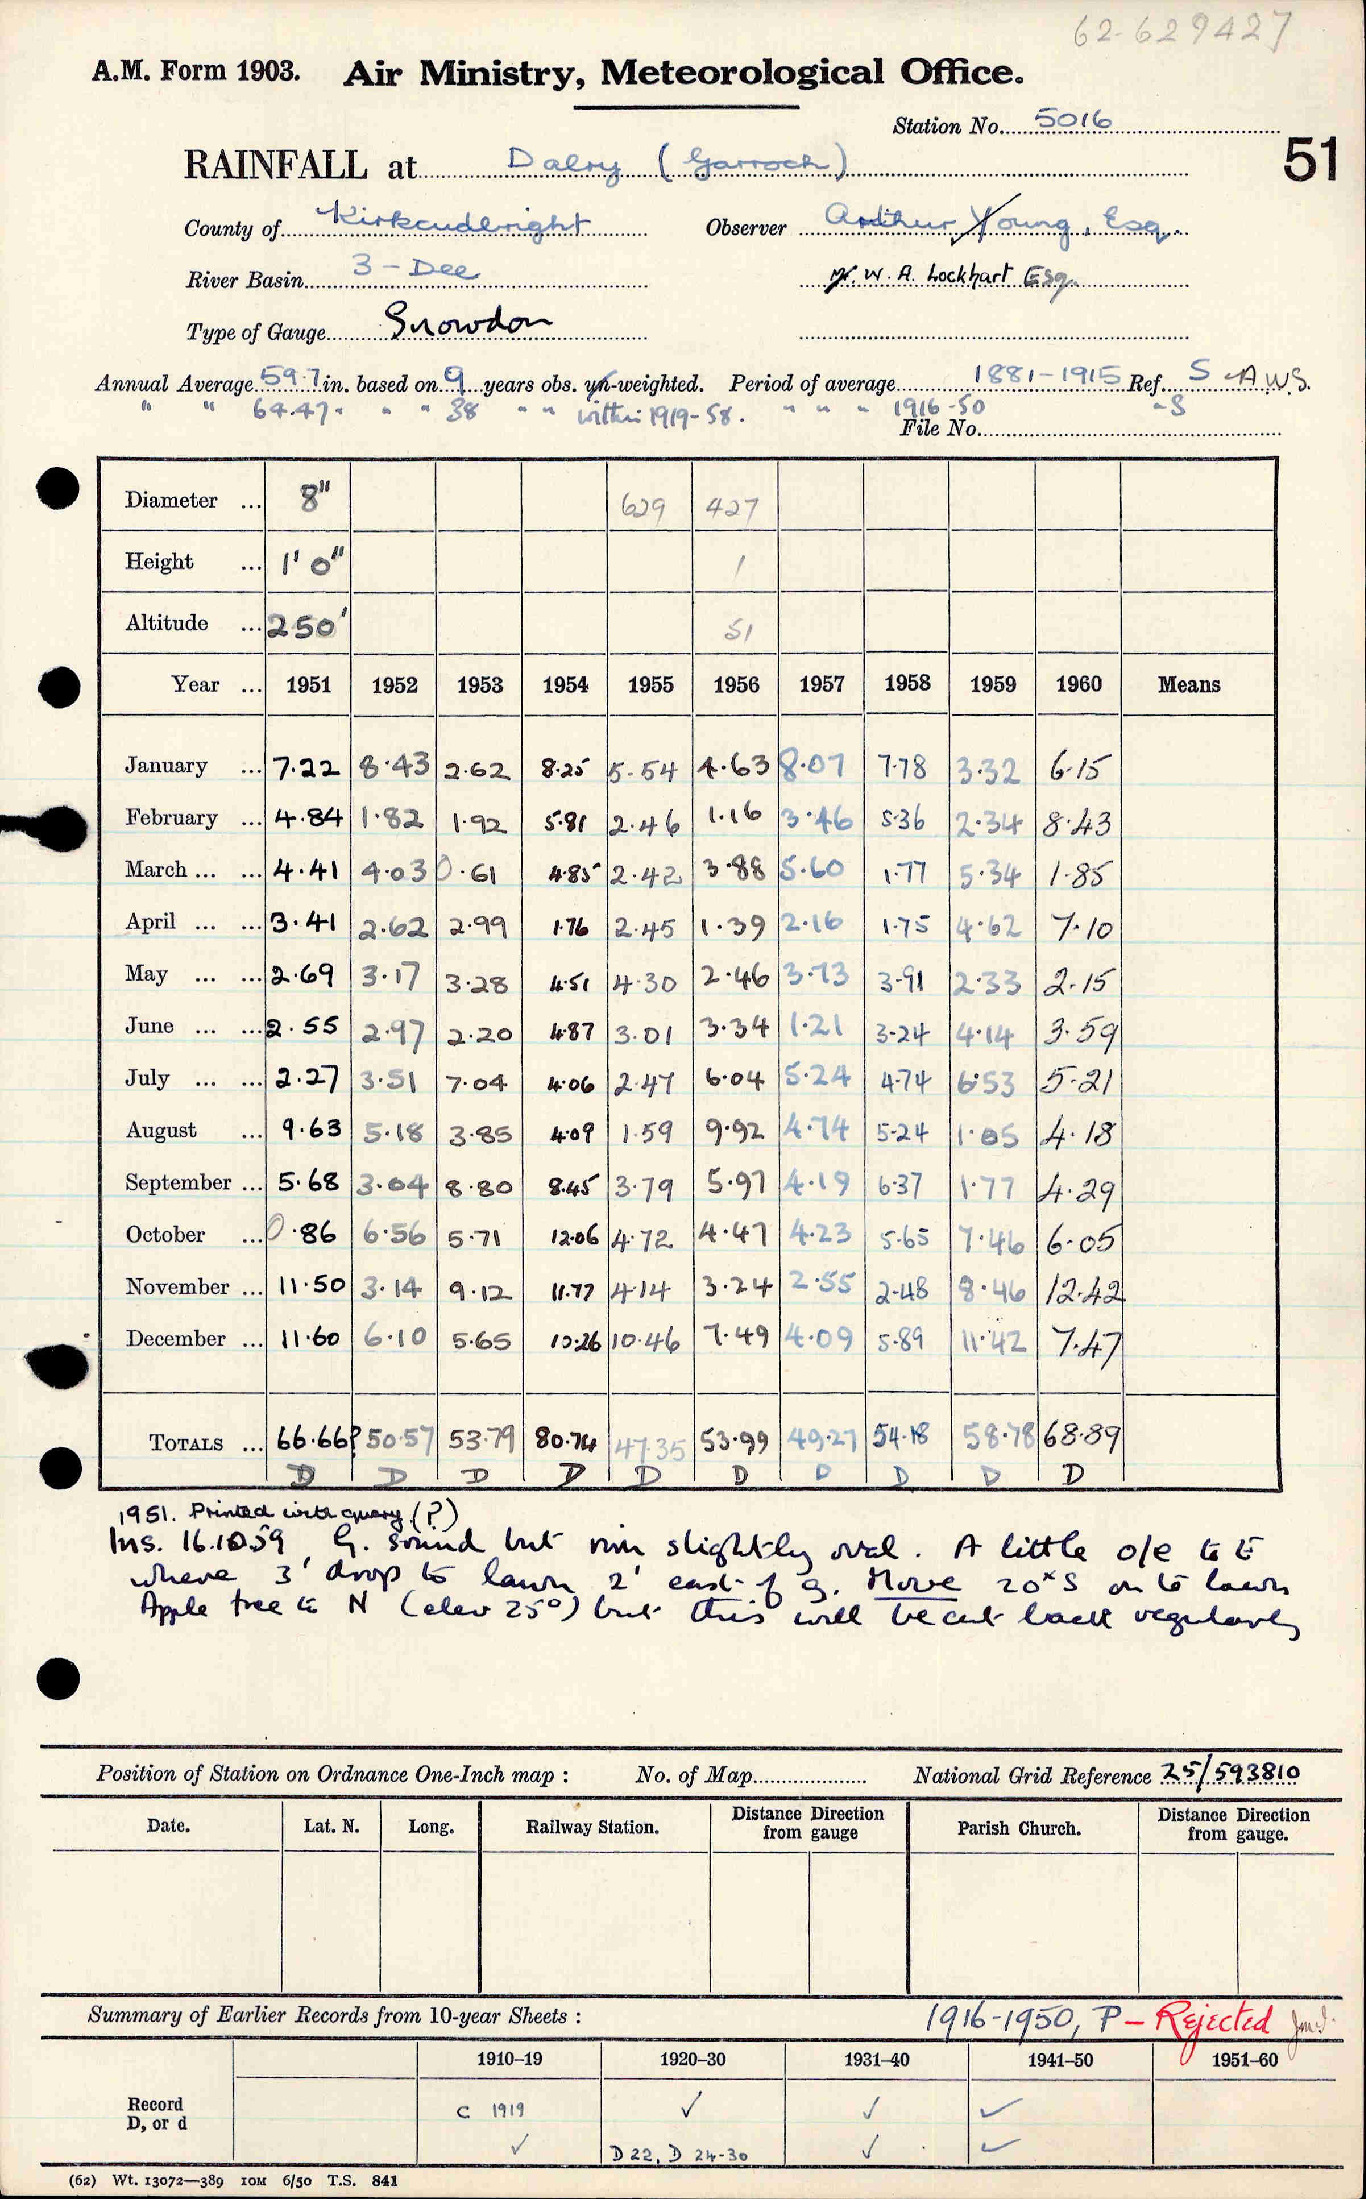 62-629427
A.M. Form 1903. Air Ministry, Meteorological Office.
Station No. 5016
51
RAINFALL at Dalry (Garroch)
County of Kirkcudbright Observer Arthur Young, Esq.
River Basin 3 - Dee W. A. Lockhart Esq.
Type of Gauge Snowdon
Annual Average 59.7 in. based on 9 years obs. un-weighted. Period of average 1881-1915 Ref. S AWS.
" " 64.47 " " 38 " " within 1919-58. " " " 1916-50 -S
File No.
Diameter ... 8" 629 427
Height ... 1' 0" 1
Altitude ... 250' 51
Year ... 1951 1952 1953 1954 1955 1956 1957 1958 1959 1960 Means
January ... 7.22 8.43 2.62 8.25 5.54 4.63 8.07 7.78 3.32 6.15
February ... 4.84 1.82 1.92 5.81 2.46 1.16 3.46 5.36 2.34 8.43
March ... ... 4.41 4.03 0.61 4.85 2.42 3.88 5.60 1.77 5.34 1.85
April ... ... 3.41 2.62 2.99 1.76 2.45 1.39 2.16 1.75 4.62 7.10
May ... ... 2.69 3.17 3.28 4.51 4.30 2.46 3.73 3.91 2.33 2.15
June ... ... 2.55 2.97 2.20 4.87 3.01 3.34 1.21 3.24 4.14 3.59
July ... ... 2.27 3.51 7.04 4.06 2.47 6.04 5.24 4.74 6.53 5.21
August ... 9.63 5.18 3.85 4.09 1.59 9.92 4.74 5.24 1.05 4.18
September ... 5.68 3.04 8.80 8.45 3.79 5.97 4.19 6.37 1.77 4.29
October ... 0.86 6.56 5.71 12.06 4.72 4.47 4.23 5.65 7.46 6.05
November ... 11.50 3.14 9.12 11.77 4.14 3.24 2.55 2.48 8.46 12.42
December ... 11.60 6.10 5.65 10.26 10.46 7.49 4.09 5.89 11.42 7.47
TOTALS ... 66.66? 50.57 53.79 80.74 47.35 53.99 49.27 54.18 58.78 68.89
D D D D D D D D D D
1951. Printed with query (?)
Ins. 16.10.59 G. sound but rim slightly oval. A little o/e to E
where 3' drop to lawn 2' east of g. Move 20ˣS on to lawn
Apple tree to N (elev 25°) but this will be cut back regularly
Position of Station on Ordnance One-Inch map : No. of Map National Grid Reference 25/593810
Date. Lat. N. Long. Railway Station. Distance Direction from gauge Parish Church. Distance Direction from gauge.
Summary of Earlier Records from 10-year Sheets : 1916-1950, P - Rejected
1910–19 1920–30 1931–40 1941–50 1951–60
Record D, or d
C 1919 ✓ ✓ ✓
✓ D 22, D 24-30 ✓ ✓
(62) Wt. 13072—389 10M 6/50 T.S. 841